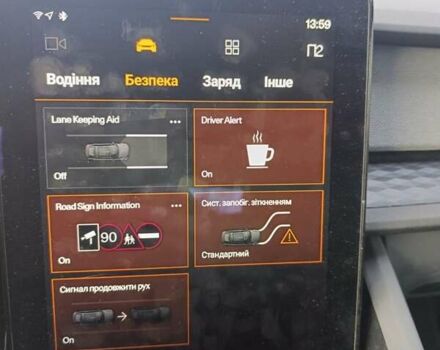 13:59
П2
Водіння Безпека Заряд Інше
Lane Keeping Aid
Off
Driver Alert
On
Road Sign Information
90
On
Сист. запобіг. зіткненням
Стандартний
Сигнал продовжити рух
On